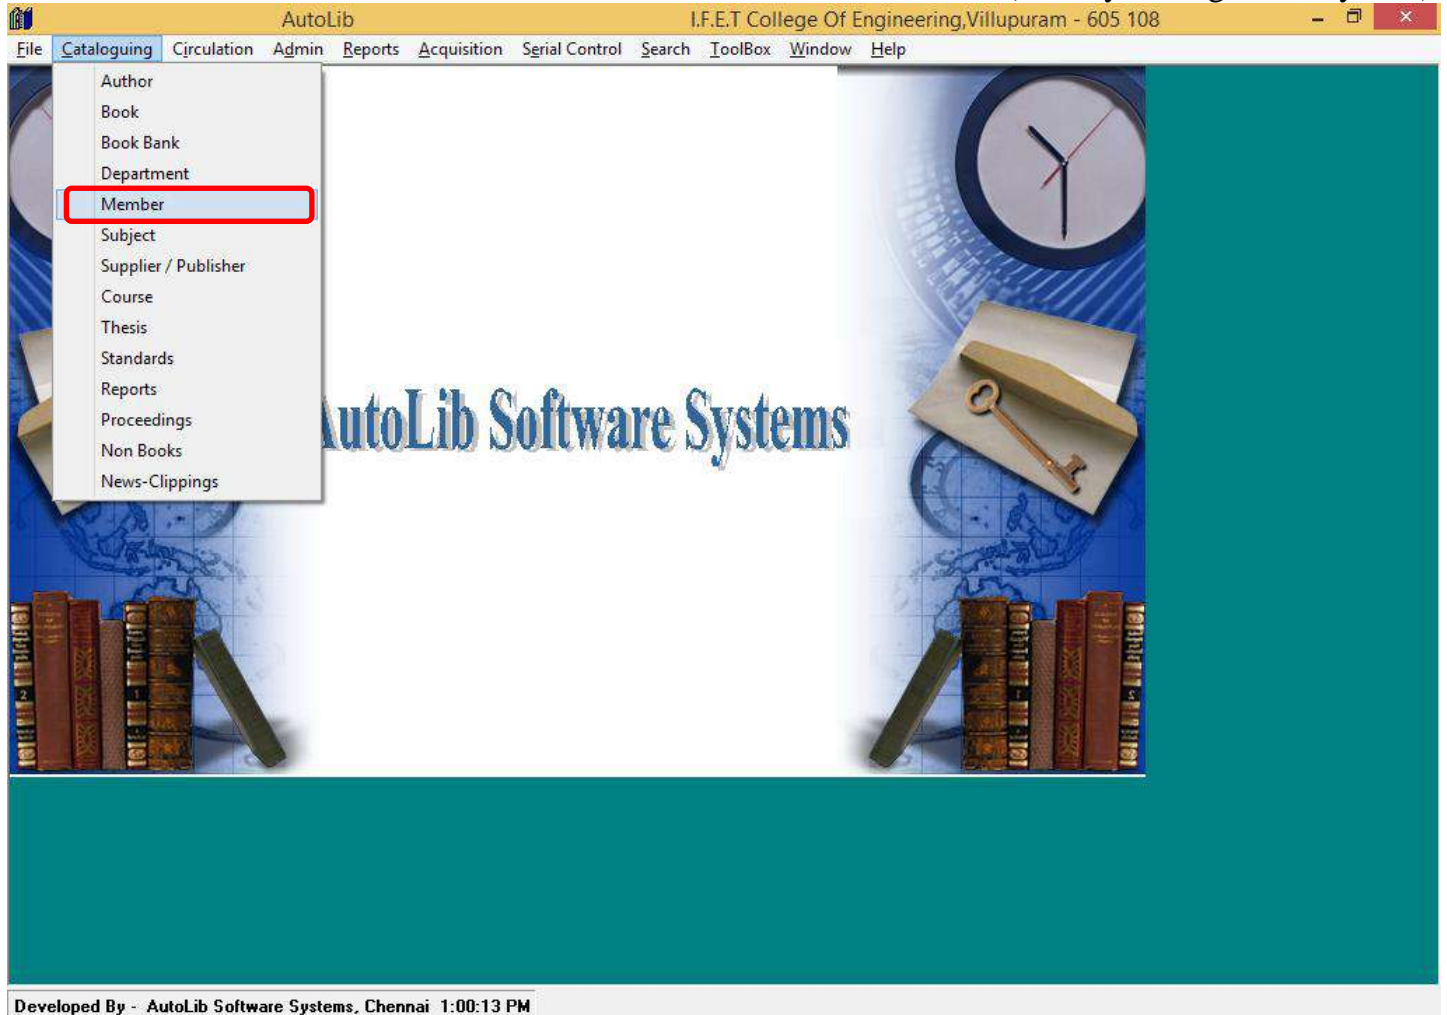 AutoLib I.F.E.T College Of Engineering,Villupuram - 605 108
File Cataloguing Circulation Admin Reports Acquisition Serial Control Search ToolBox Window Help
Author
Book
Book Bank
Department
Member
Subject
Supplier / Publisher
Course
Thesis
Standards
Reports
Proceedings
Non Books
News-Clippings
AutoLib Software Systems
Developed By - AutoLib Software Systems, Chennai 1:00:13 PM